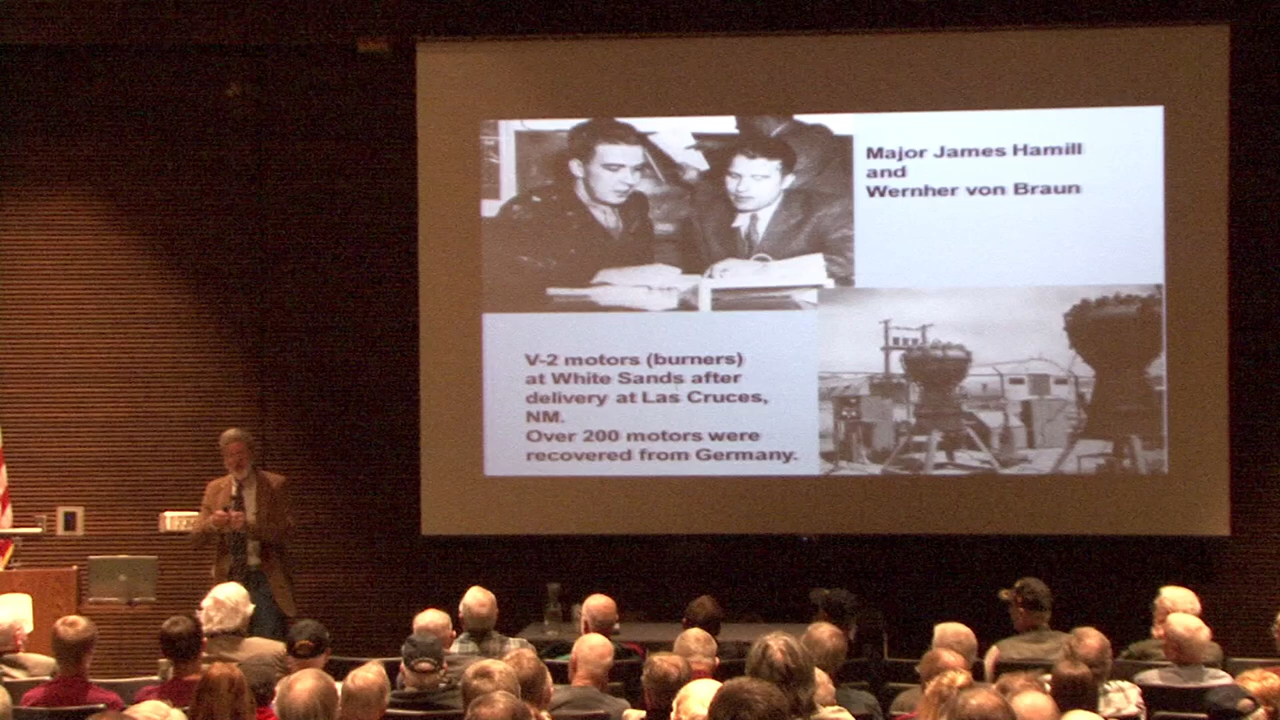 Major James Hamill
and
Wernher von Braun
V-2 motors (burners)
at White Sands after
delivery at Las Cruces,
NM.
Over 200 motors were
recovered from Germany.